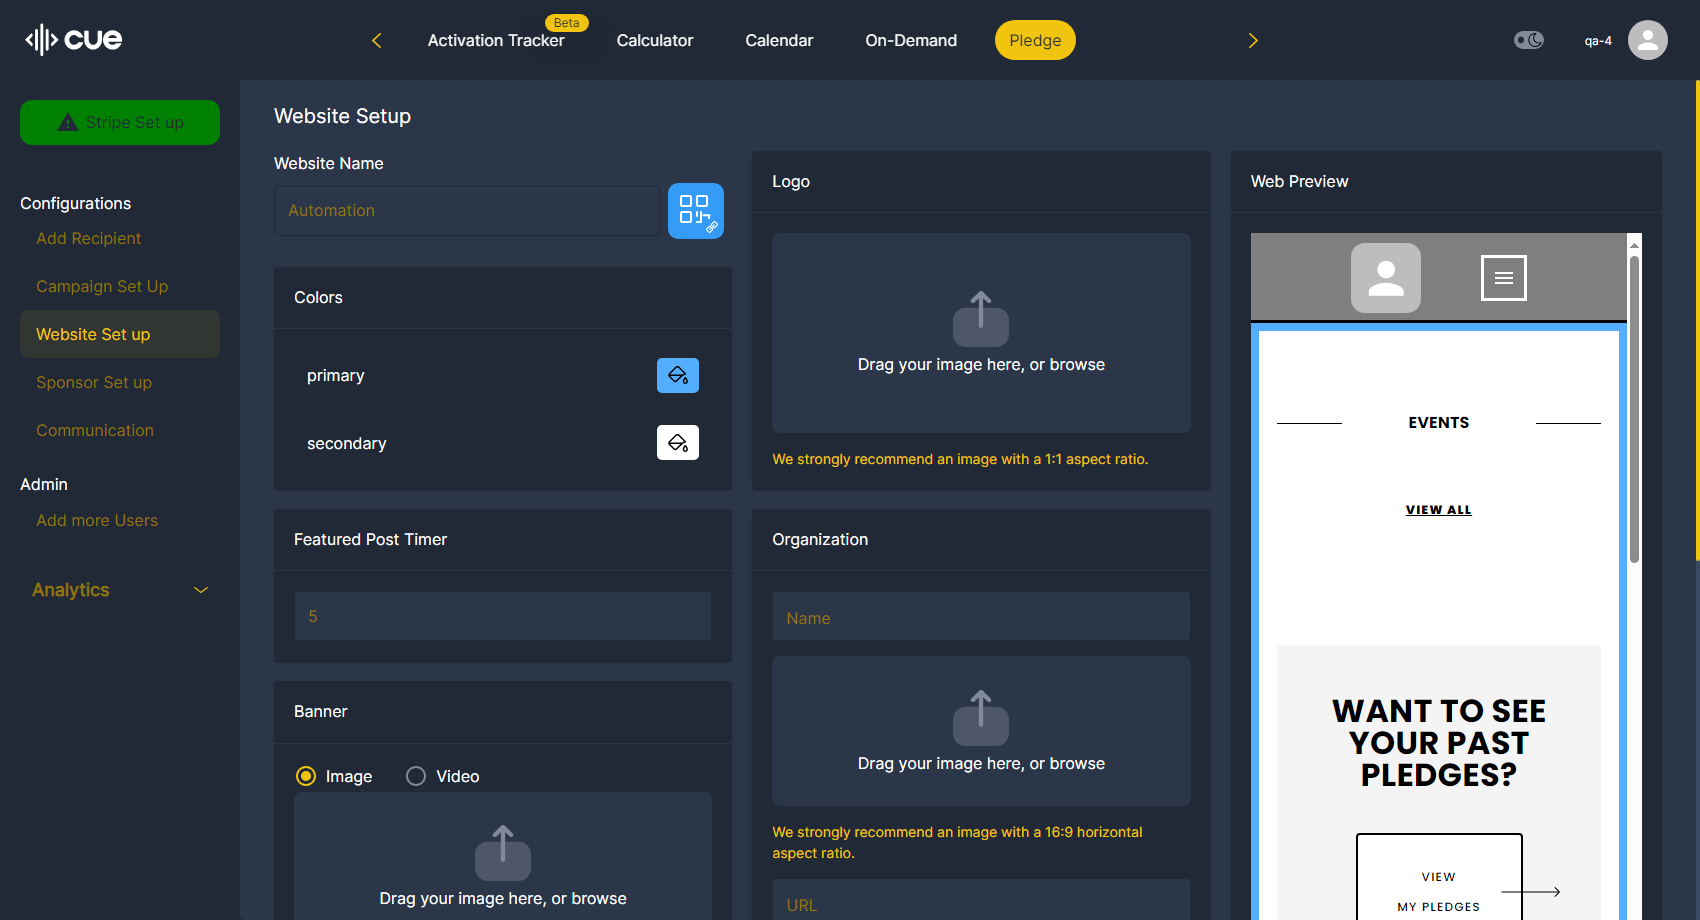 cue
Activation Tracker
Beta
Calculator
Calendar
On-Demand
Pledge
qa-4
Stripe Set up
Configurations
Add Recipient
Campaign Set Up
Website Set up
Sponsor Set up
Communication
Admin
Add more Users
Analytics
Website Setup
Website Name
Automation
Colors
primary
secondary
Featured Post Timer
5
Banner
Image
Video
Drag your image here, or browse
Logo
Drag your image here, or browse
We strongly recommend an image with a 1:1 aspect ratio.
Organization
Name
Drag your image here, or browse
We strongly recommend an image with a 16:9 horizontal
aspect ratio.
URL
Web Preview
EVENTS
VIEW ALL
WANT TO SEE
YOUR PAST
PLEDGES?
VIEW
MY PLEDGES